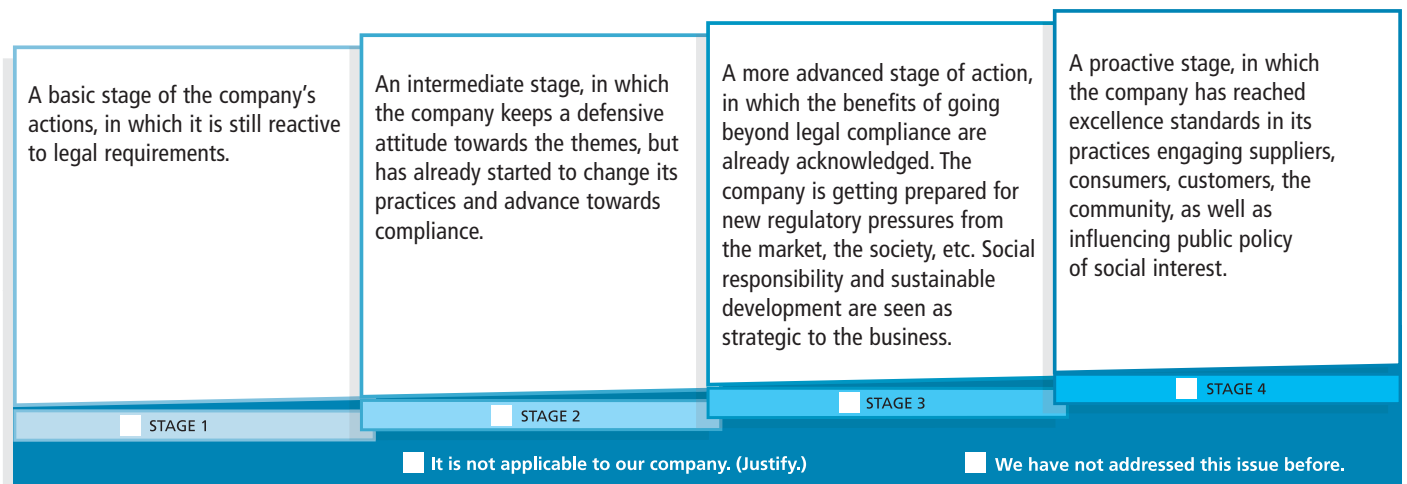 A basic stage of the company's
actions, in which it is still reactive
to legal requirements.
STAGE 1
An intermediate stage, in which
the company keeps a defensive
attitude towards the themes, but
has already started to change its
practices and advance towards
compliance.
STAGE 2
A more advanced stage of action,
in which the benefits of going
beyond legal compliance are
already acknowledged. The
company is getting prepared for
new regulatory pressures from
the market, the society, etc. Social
responsibility and sustainable
development are seen as
strategic to the business.
STAGE 3
A proactive stage, in which
the company has reached
excellence standards in its
practices engaging suppliers,
consumers, customers, the
community, as well as
influencing public policy
of social interest.
STAGE 4
It is not applicable to our company. (Justify.)
We have not addressed this issue before.